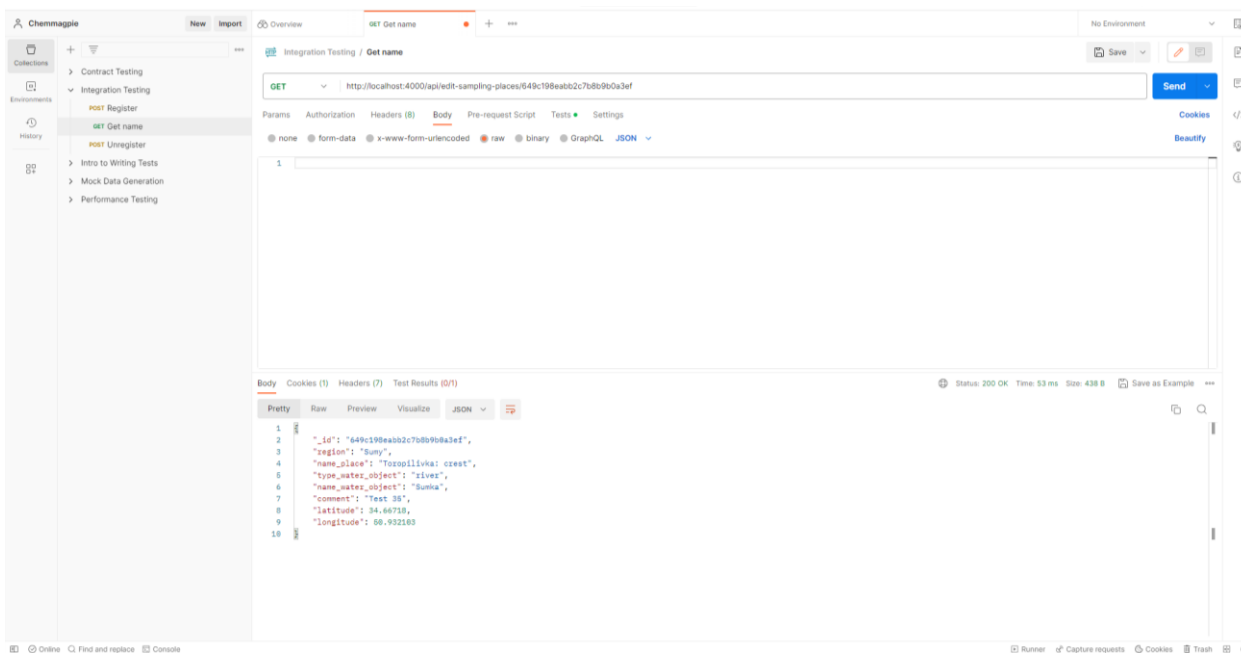 Chemmagpie New Import Overview GET Get name No Environment
Collections
Environments
History
Contract Testing
Integration Testing
POST Register
GET Get name
POST Unregister
Intro to Writing Tests
Mock Data Generation
Performance Testing
Integration Testing / Get name Save
GET http://localhost:4000/api/edit-sampling-places/649c198eabb2c7b8b9b0a3ef Send
Params Authorization Headers (8) Body Pre-request Script Tests Settings Cookies
none form-data x-www-form-urlencoded raw binary GraphQL JSON Beautify
1
Body Cookies (1) Headers (7) Test Results (0/1) Status: 200 OK Time: 53 ms Size: 438 B Save as Example
Pretty Raw Preview Visualize JSON
1 {
2 "_id": "649c198eabb2c7b8b9b0a3ef",
3 "region": "Sumy",
4 "name_place": "Toropilivka: crest",
5 "type_water_object": "river",
6 "name_water_object": "Sumka",
7 "comment": "Test 35",
8 "latitude": 34.66718,
9 "longitude": 50.932183
10 }
Online Find and replace Console Runner Capture requests Cookies Trash